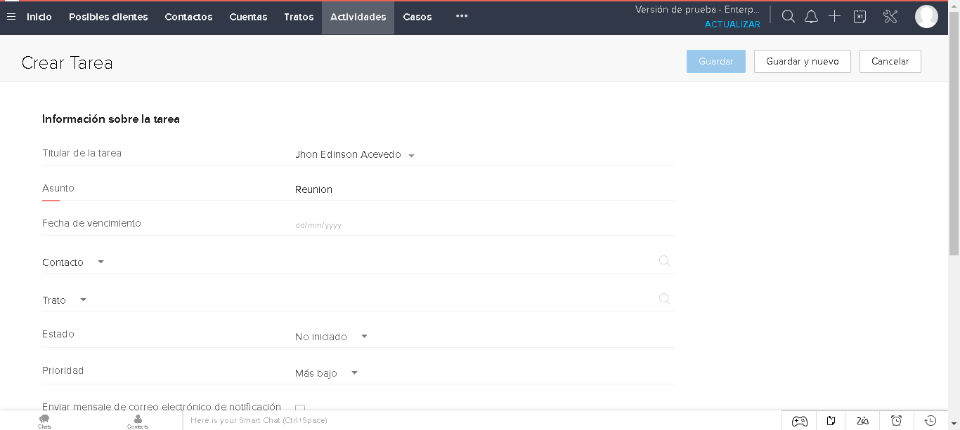 Inicio Posibles clientes Contactos Cuentas Tratos Actividades Casos ••• Versión de prueba - Enterp...
ACTUALIZAR
Crear Tarea Guardar Guardar y nuevo Cancelar
Información sobre la tarea
Titular de la tarea Jhon Edinson Acevedo
Asunto Reunion
Fecha de vencimiento dd/mm/yyyy
Contacto
Trato
Estado No iniciado
Prioridad Más bajo
Enviar mensaje de correo electrónico de notificación
Chats Contacts Here is your Smart Chat (Ctrl+Space)